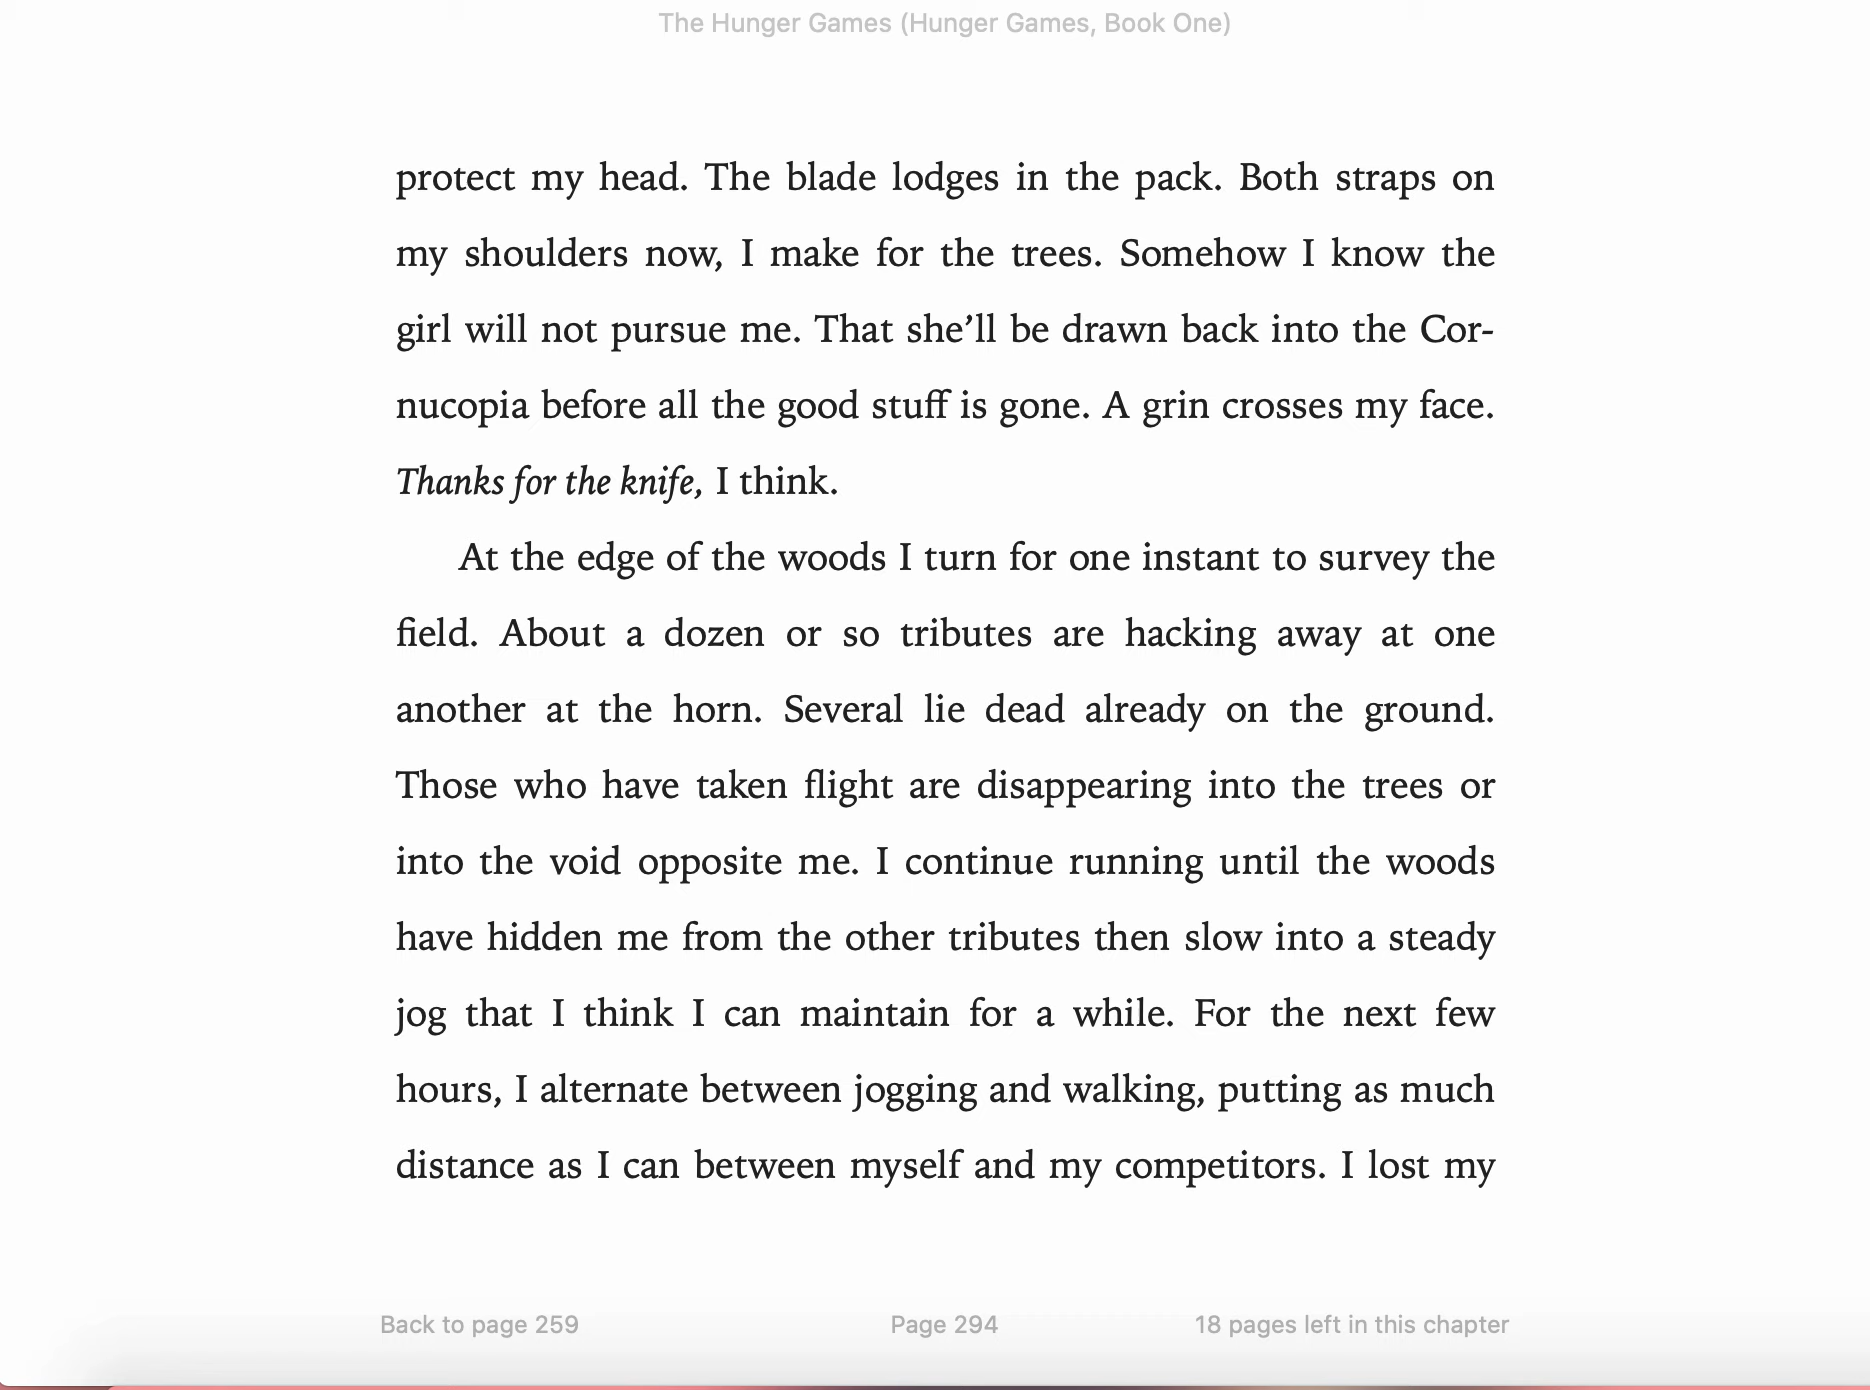 The Hunger Games (Hunger Games, Book One)
protect my head. The blade lodges in the pack. Both straps on
my shoulders now, I make for the trees. Somehow I know the
girl will not pursue me. That she’ll be drawn back into the Cor-
nucopia before all the good stuff is gone. A grin crosses my face.
Thanks for the knife, I think.
At the edge of the woods I turn for one instant to survey the
field. About a dozen or so tributes are hacking away at one
another at the horn. Several lie dead already on the ground.
Those who have taken flight are disappearing into the trees or
into the void opposite me. I continue running until the woods
have hidden me from the other tributes then slow into a steady
jog that I think I can maintain for a while. For the next few
hours, I alternate between jogging and walking, putting as much
distance as I can between myself and my competitors. I lost my
Back to page 259 Page 294 18 pages left in this chapter